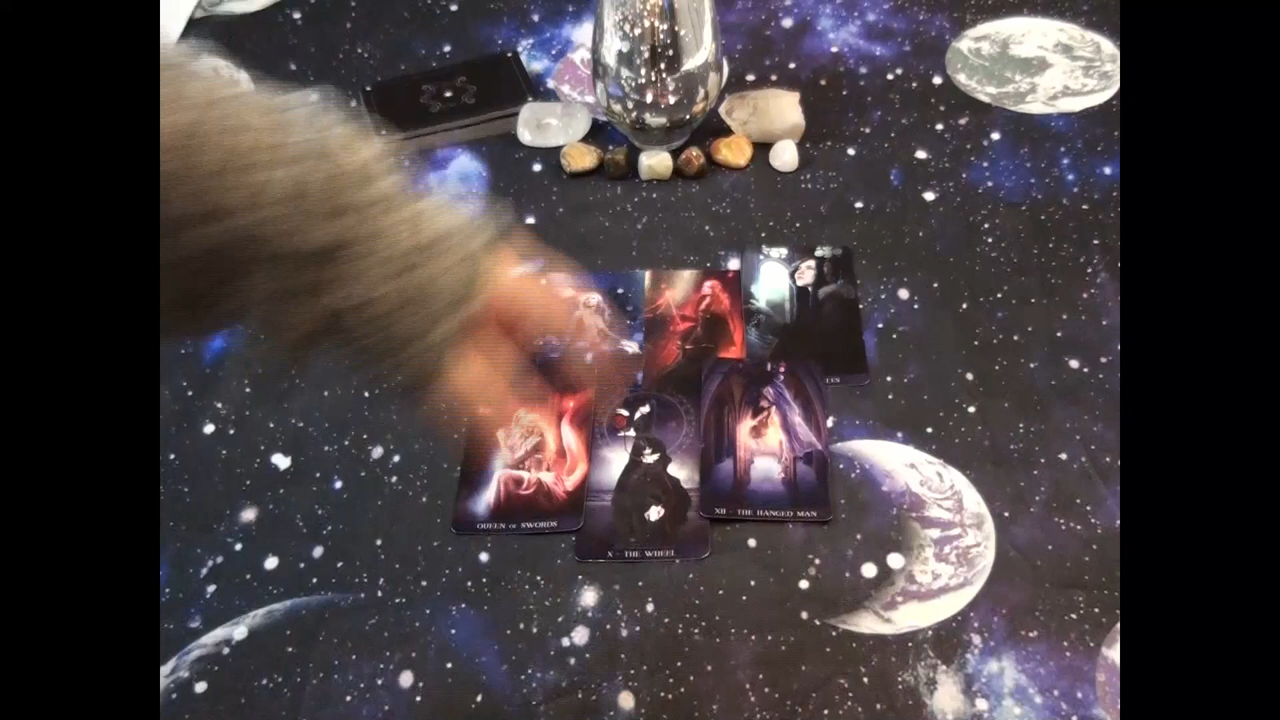 QUEEN OF SWORDS
X - THE WHEEL
XII - THE HANGED MAN